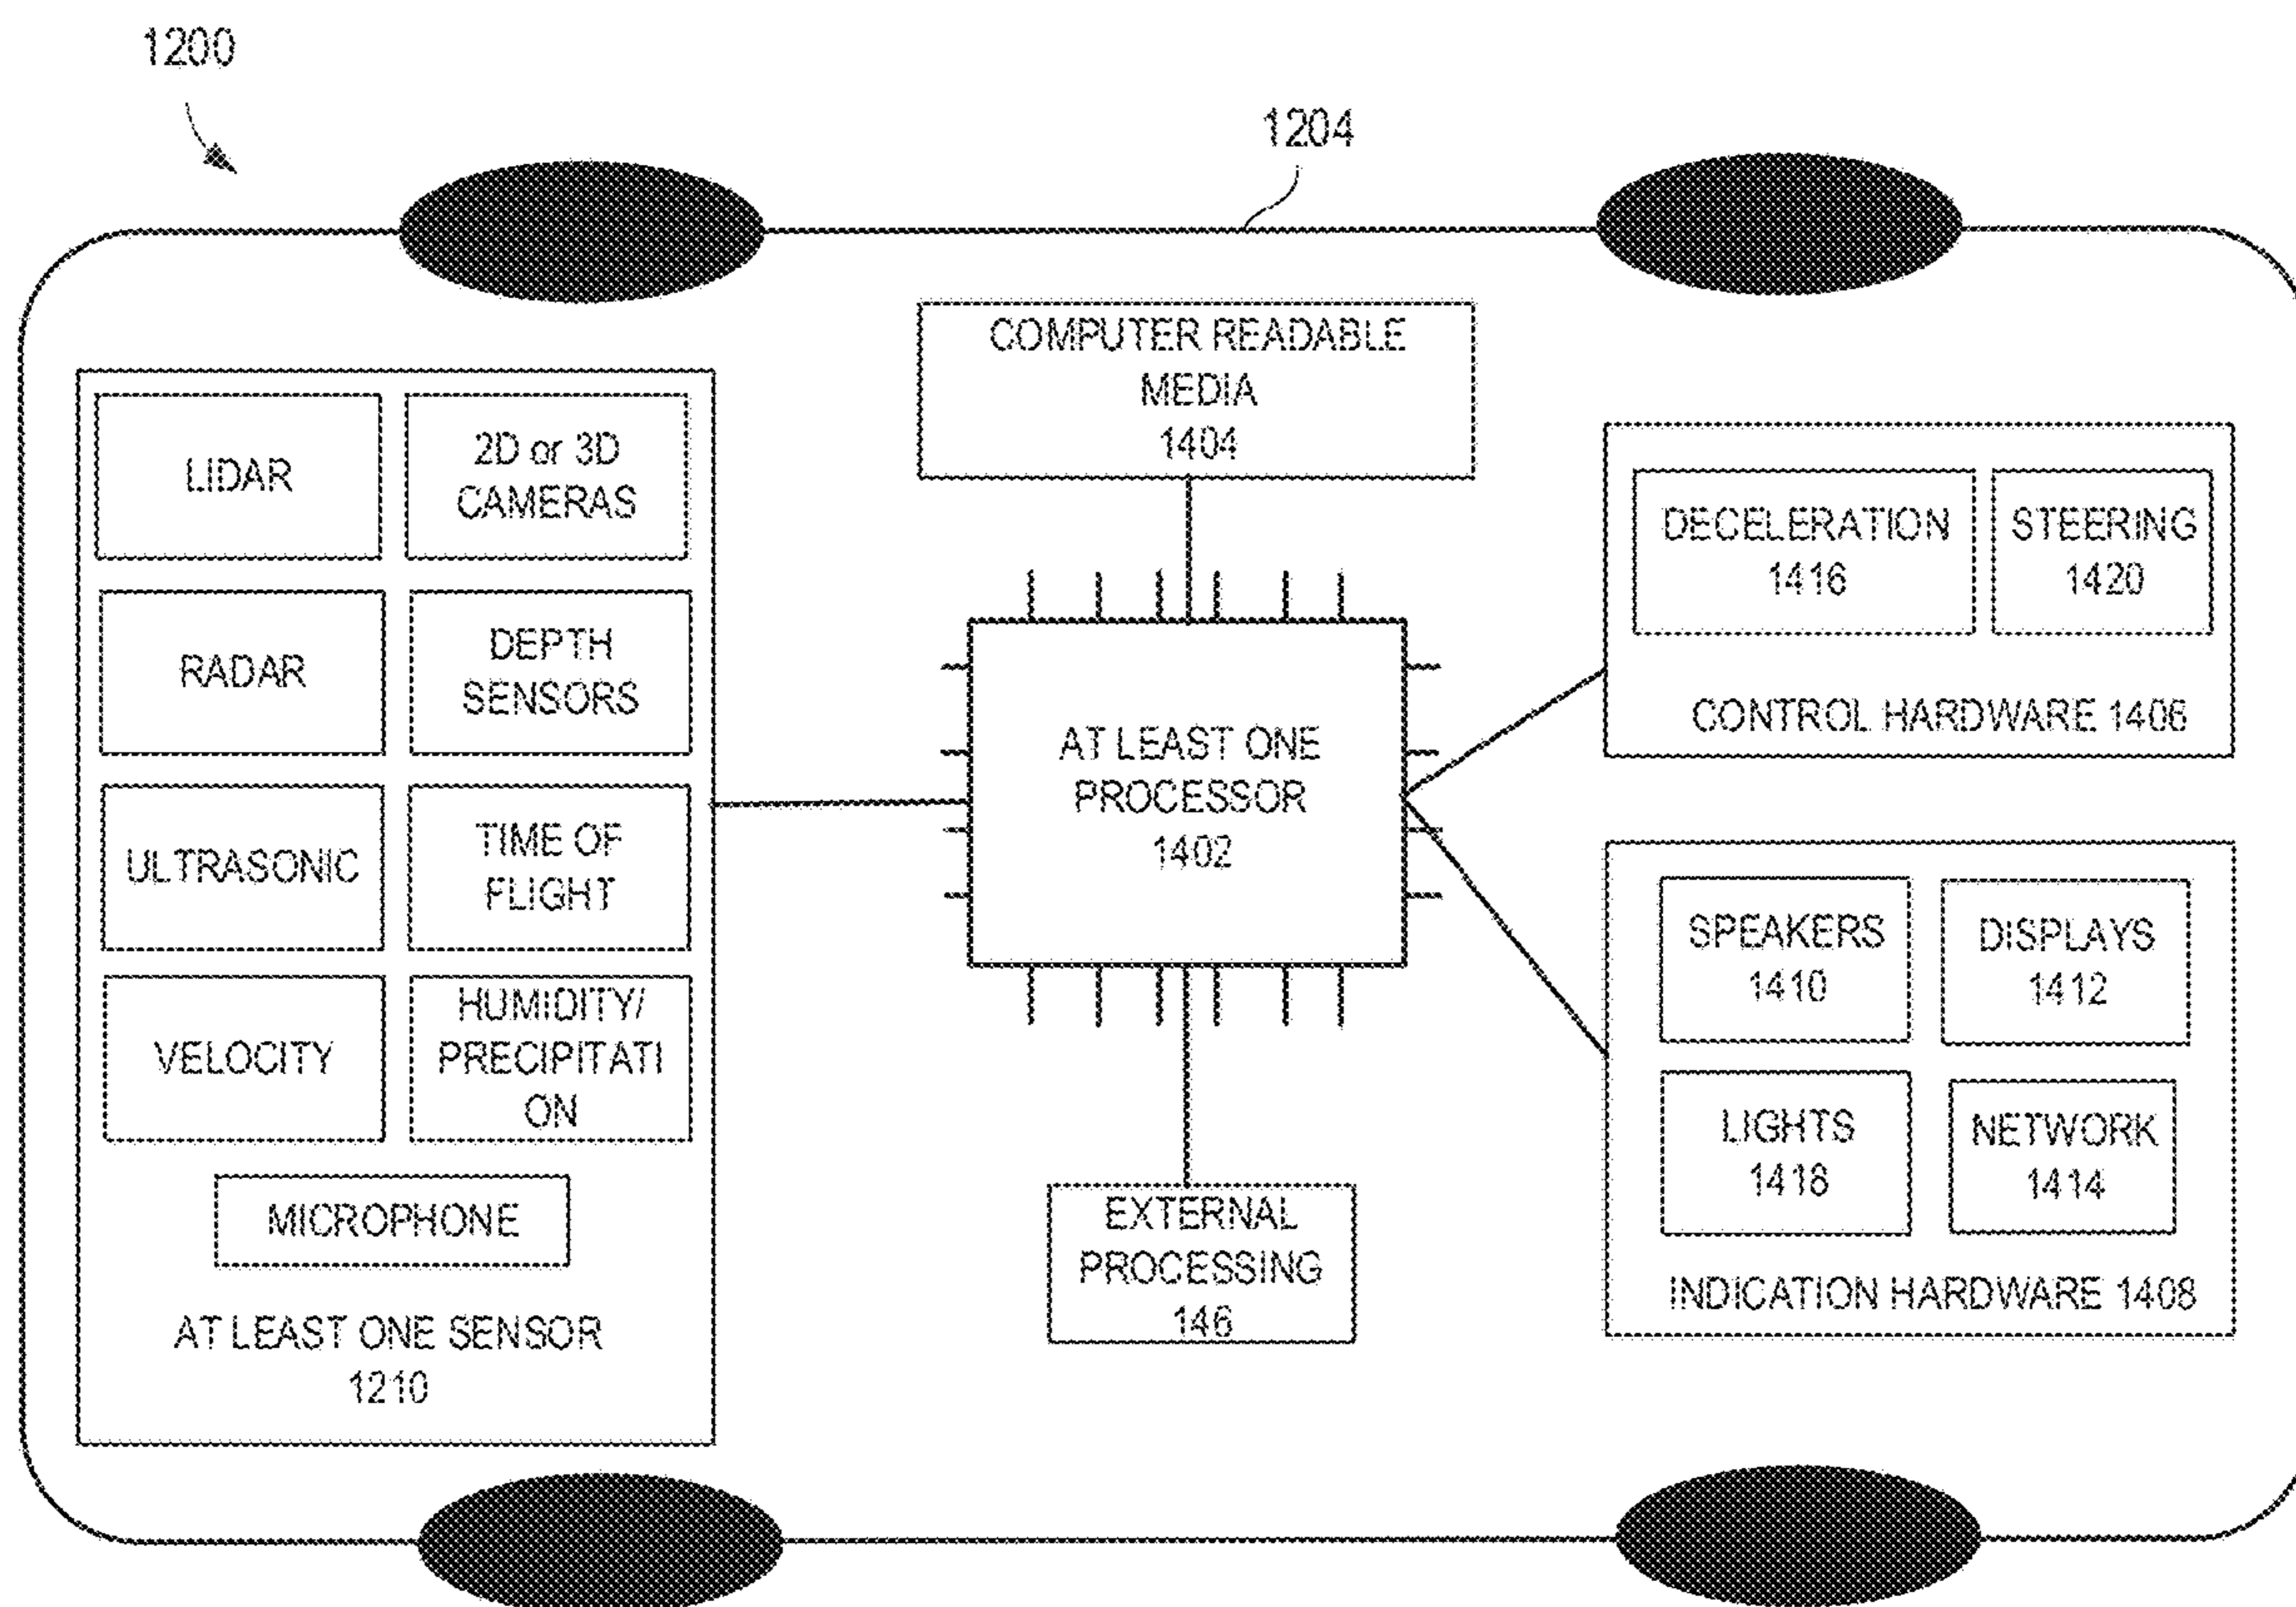 1200
1204
LIDAR
2D or 3D
CAMERAS
RADAR
DEPTH
SENSORS
ULTRASONIC
TIME OF
FLIGHT
VELOCITY
HUMIDITY/
PRECIPITATI
ON
MICROPHONE
AT LEAST ONE SENSOR
1210
COMPUTER READABLE
MEDIA
1404
AT LEAST ONE
PROCESSOR
1402
EXTERNAL
PROCESSING
146
DECELERATION
1416
STEERING
1420
CONTROL HARDWARE 1406
SPEAKERS
1410
DISPLAYS
1412
LIGHTS
1418
NETWORK
1414
INDICATION HARDWARE 1408